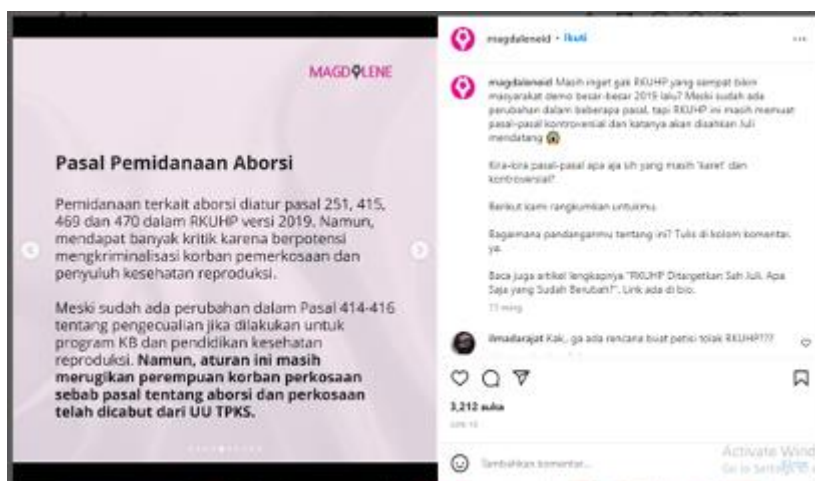 MAGDALENE
Pasal Pemidanaan Aborsi
Pemidanaan terkait aborsi diatur pasal 251, 415,
469 dan 470 dalam RKUHP versi 2019. Namun,
mendapat banyak kritik karena berpotensi
mengkriminalisasi korban pemerkosaan dan
penyuluh kesehatan reproduksi.
Meski sudah ada perubahan dalam Pasal 414-416
tentang pengecualian jika dilakukan untuk
program KB dan pendidikan kesehatan
reproduksi. Namun, aturan ini masih
merugikan perempuan korban perkosaan
sebab pasal tentang aborsi dan perkosaan
telah dicabut dari UU TPKS.
magdaleneid • Ikuti
magdaleneid Masih inget gak RKUHP yang sempat bikin
masyarakat demo besar-besar 2019 lalu? Meski sudah ada
perubahan dalam beberapa pasal, tapi RKUHP ini masih memuat
pasal-pasal kontroversial dan katanya akan disahkan Juli
mendatang
Kira-kira pasal-pasal apa aja sih yang masih 'karet' dan
kontroversial?
Berikut kami rangkumkan untukmu.
Bagaimana pandanganmu tentang ini? Tulis di kolom komentar,
ya.
Baca juga artikel lengkapnya "RKUHP Ditargetkan Sah Juli, Apa
Saja yang Sudah Berubah?". Link ada di bio.
ilmadarajat Kak, ga ada rencana buat petisi tolak RKUHP???
3,212 suka
Tambahkan komentar...
Activate Wind
Go to Settings